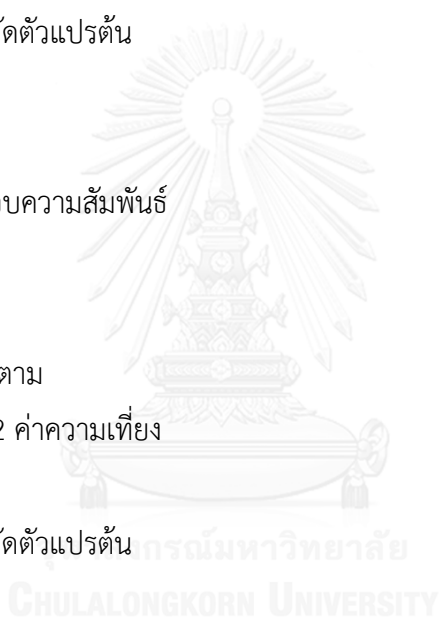 ัดตัวแปรต้น
บความสัมพันธ์
ตาม
2 ค่าความเที่ยง
ัดตัวแปรต้น
กรณ์มหาวิทยาลัย
CHULALONGKORN UNIVERSITY